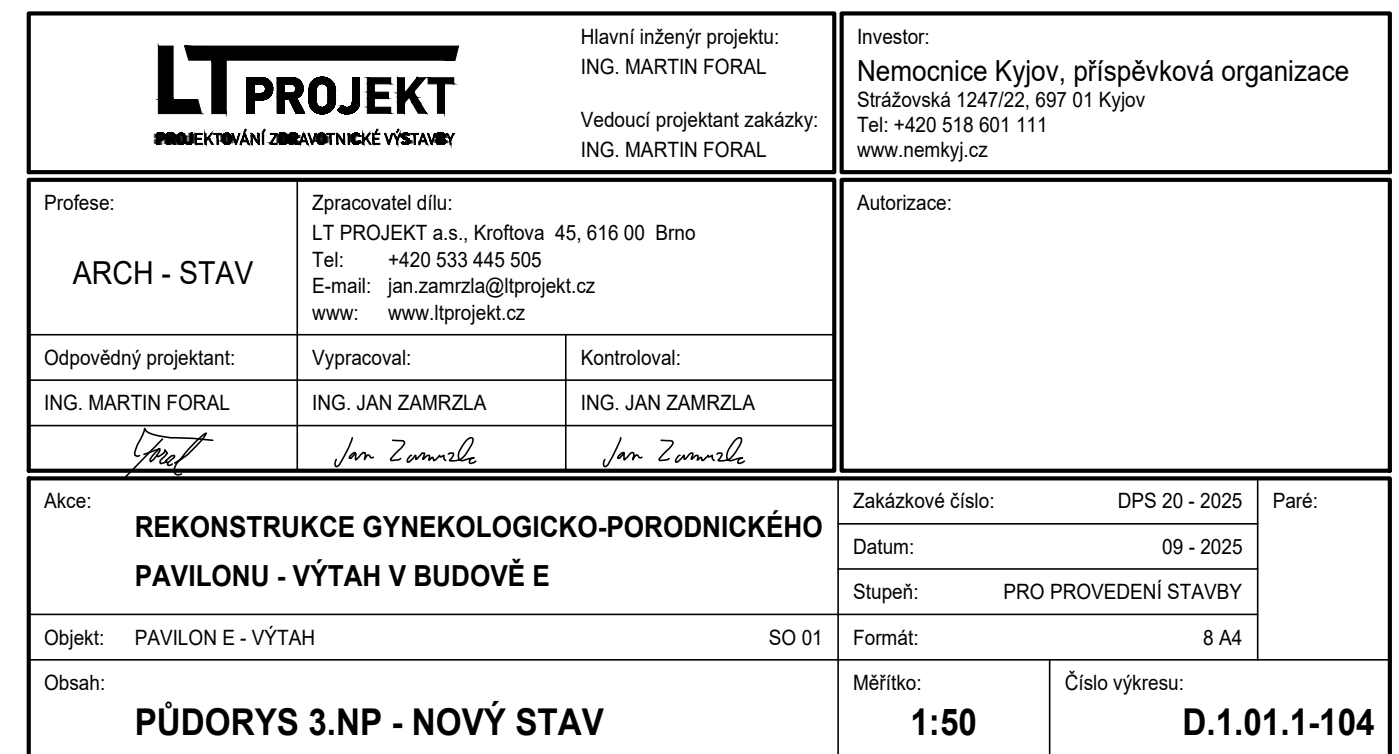 LT PROJEKT
PROJEKTOVÁNÍ ZDRAVOTNICKÉ VÝSTAVBY
Hlavní inženýr projektu:
ING. MARTIN FORAL
Vedoucí projektant zakázky:
ING. MARTIN FORAL
Investor:
Nemocnice Kyjov, příspěvková organizace
Strážovská 1247/22, 697 01 Kyjov
Tel: +420 518 601 111
www.nemkyj.cz
Profese:
ARCH - STAV
Zpracovatel dílu:
LT PROJEKT a.s., Kroftova 45, 616 00 Brno
Tel: +420 533 445 505
E-mail: jan.zamrzla@ltprojekt.cz
www: www.ltprojekt.cz
Autorizace:
Odpovědný projektant:
Vypracoval:
Kontroloval:
ING. MARTIN FORAL
ING. JAN ZAMRZLA
ING. JAN ZAMRZLA
Foral
Jan Zamrzla
Jan Zamrzla
Akce:
REKONSTRUKCE GYNEKOLOGICKO-PORODNICKÉHO
PAVILONU - VÝTAH V BUDOVĚ E
Zakázkové číslo: DPS 20 - 2025
Paré:
Datum: 09 - 2025
Stupeň: PRO PROVEDENÍ STAVBY
Objekt: PAVILON E - VÝTAH SO 01
Formát: 8 A4
Obsah:
PŮDORYS 3.NP - NOVÝ STAV
Měřítko:
1:50
Číslo výkresu:
D.1.01.1-104